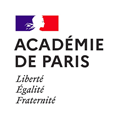 ACADÉMIE
DE PARIS
Liberté
Égalité
Fraternité